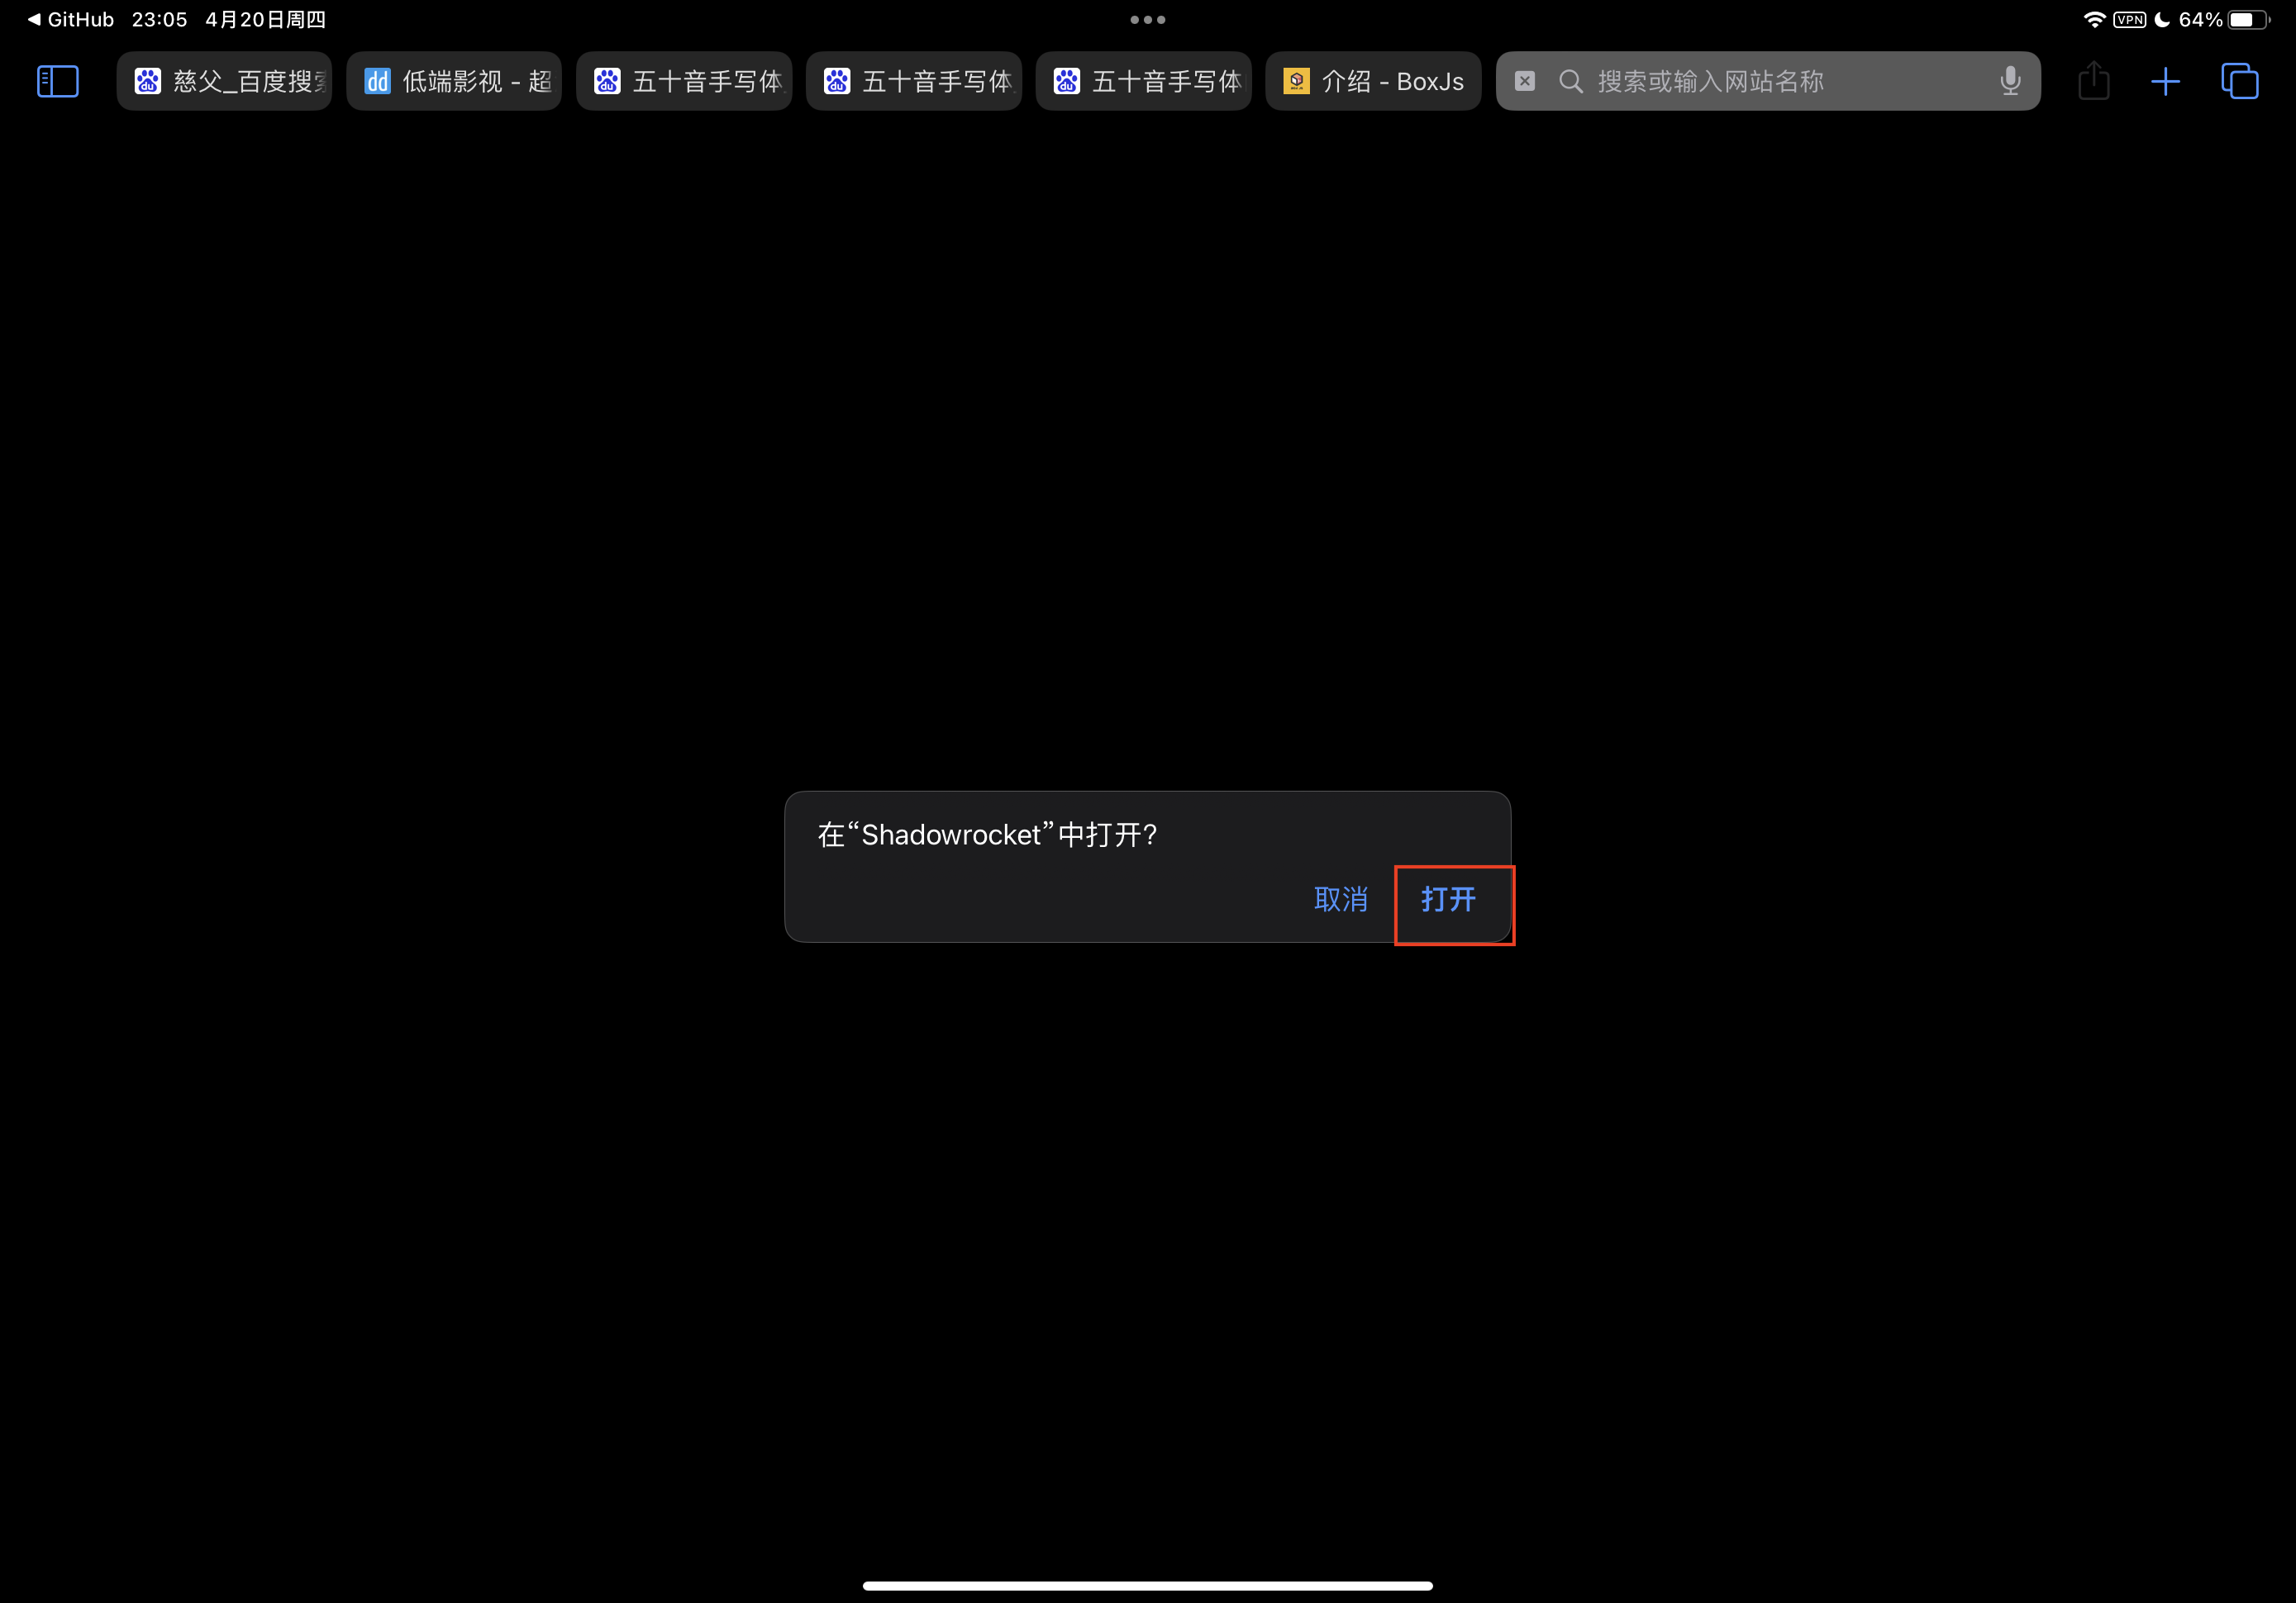 GitHub 23:05 4月20日周四
VPN 64%
慈父_百度搜索
低端影视 - 超
五十音手写体
五十音手写体
五十音手写体
介绍 - BoxJs
搜索或输入网站名称
在“Shadowrocket”中打开?
取消 打开